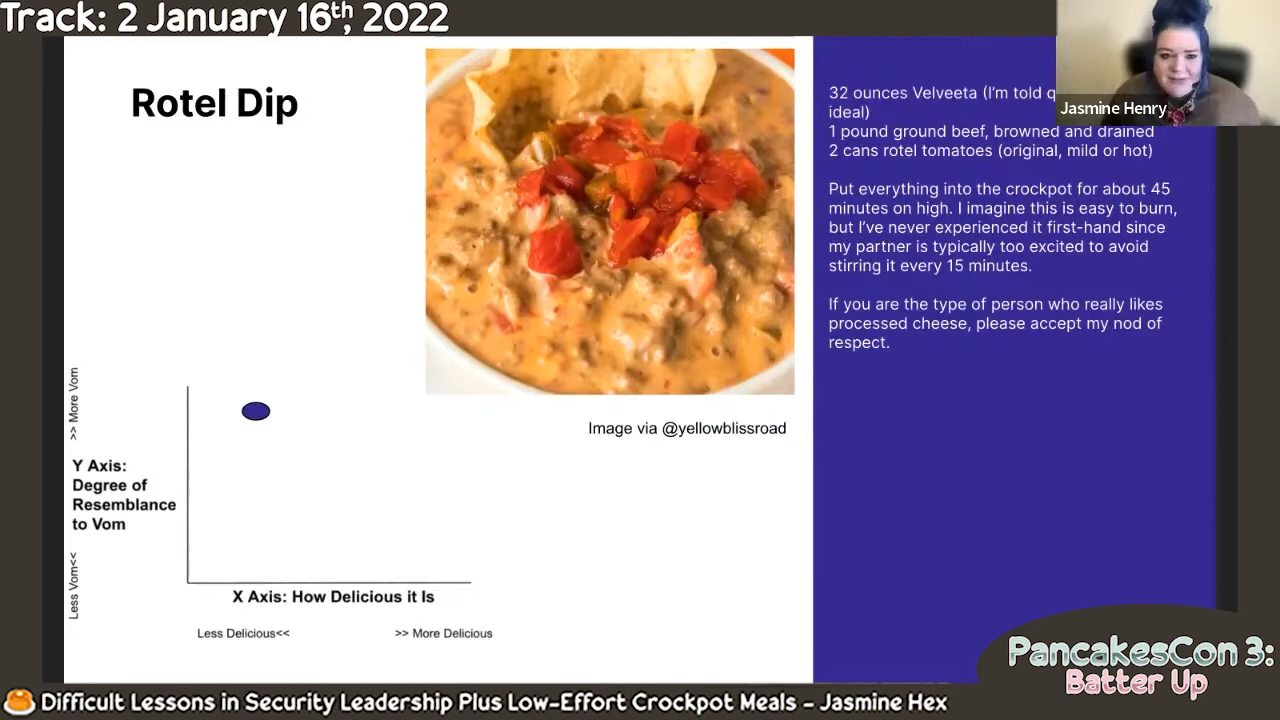 Track: 2 January 16th, 2022
Rotel Dip
32 ounces Velveeta (I'm told
ideal)
1 pound ground beef, browned and drained
2 cans rotel tomatoes (original, mild or hot)
Put everything into the crockpot for about 45
minutes on high. I imagine this is easy to burn,
but I've never experienced it first-hand since
my partner is typically too excited to avoid
stirring it every 15 minutes.
If you are the type of person who really likes
processed cheese, please accept my nod of
respect.
Jasmine Henry
Image via @yellowblissroad
>> More Vom
Y Axis:
Degree of
Resemblance
to Vom
Less Vom<<
X Axis: How Delicious it Is
Less Delicious<<
>> More Delicious
PancakesCon 3:
Batter Up
Difficult Lessons in Security Leadership Plus Low-Effort Crockpot Meals - Jasmine Hex